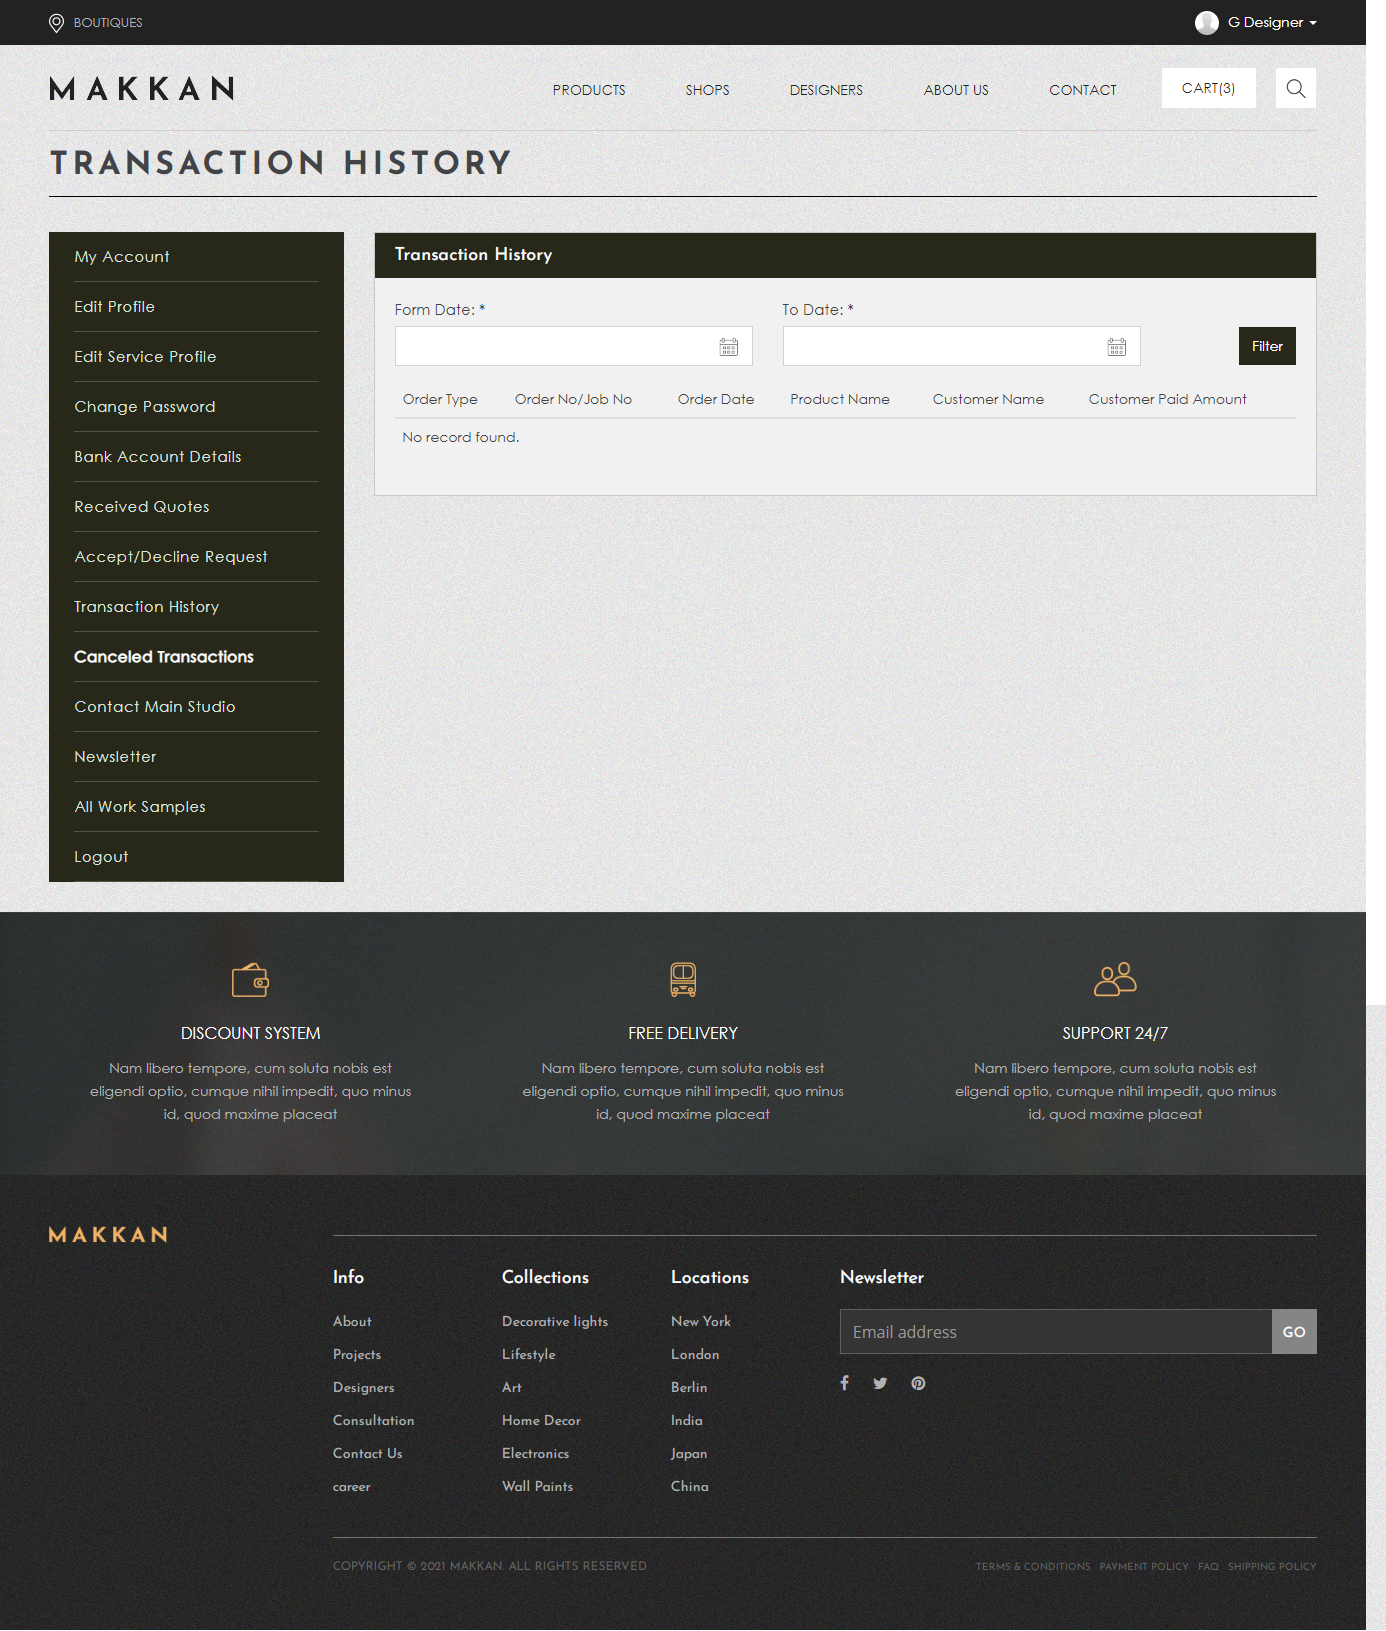 BOUTIQUES
G Designer
MAKKAN
PRODUCTS SHOPS DESIGNERS ABOUT US CONTACT CART(3)
TRANSACTION HISTORY
My Account
Edit Profile
Edit Service Profile
Change Password
Bank Account Details
Received Quotes
Accept/Decline Request
Transaction History
Canceled Transactions
Contact Main Studio
Newsletter
All Work Samples
Logout
Transaction History
Form Date: * To Date: *
Filter
Order Type Order No/Job No Order Date Product Name Customer Name Customer Paid Amount
No record found.
DISCOUNT SYSTEM
Nam libero tempore, cum soluta nobis est
eligendi optio, cumque nihil impedit, quo minus
id, quod maxime placeat
FREE DELIVERY
Nam libero tempore, cum soluta nobis est
eligendi optio, cumque nihil impedit, quo minus
id, quod maxime placeat
SUPPORT 24/7
Nam libero tempore, cum soluta nobis est
eligendi optio, cumque nihil impedit, quo minus
id, quod maxime placeat
MAKKAN
Info
About
Projects
Designers
Consultation
Contact Us
career
Collections
Decorative lights
Lifestyle
Art
Home Decor
Electronics
Wall Paints
Locations
New York
London
Berlin
India
Japan
China
Newsletter
Email address GO
COPYRIGHT © 2021 MAKKAN. ALL RIGHTS RESERVED
TERMS & CONDITIONS PAYMENT POLICY FAQ SHIPPING POLICY